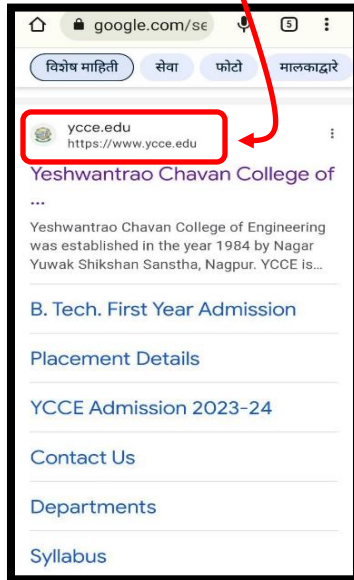 google.com/se 5
विशेष माहिती सेवा फोटो मालकाद्वारे
ycce.edu
https://www.ycce.edu
Yeshwantrao Chavan College of
...
Yeshwantrao Chavan College of Engineering
was established in the year 1984 by Nagar
Yuwak Shikshan Sanstha, Nagpur. YCCE is...
B. Tech. First Year Admission
Placement Details
YCCE Admission 2023-24
Contact Us
Departments
Syllabus